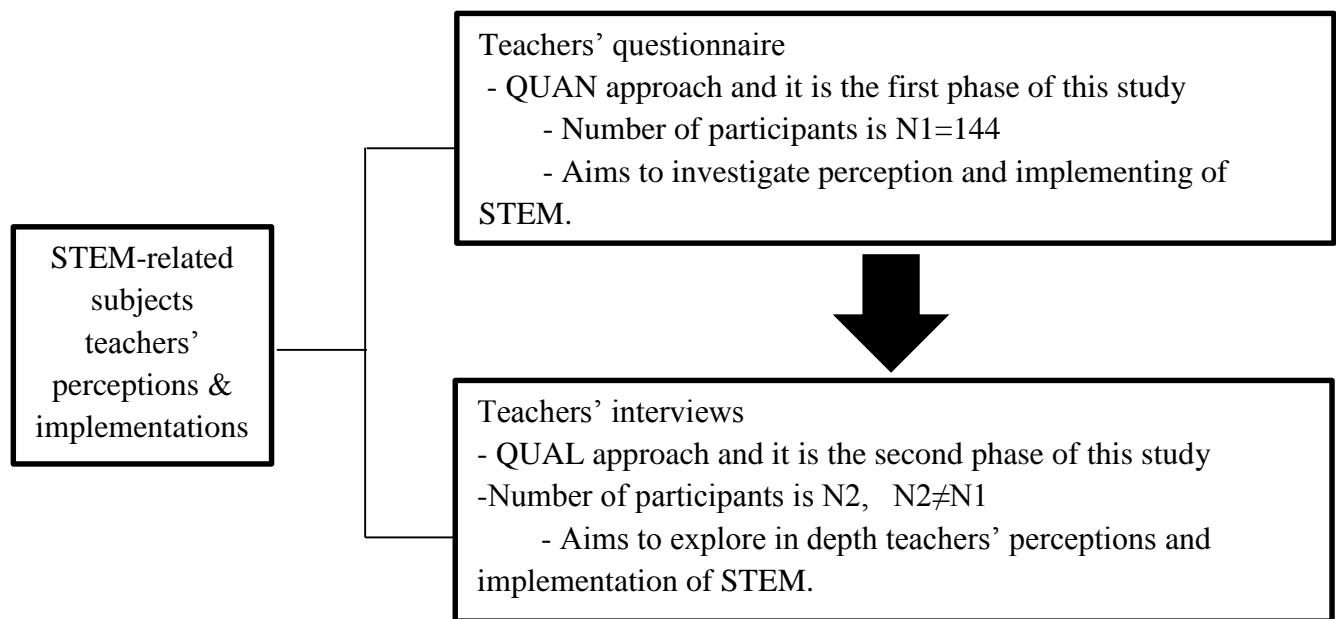 STEM-related
subjects
teachers’
perceptions &
implementations
Teachers’ questionnaire
- QUAN approach and it is the first phase of this study
- Number of participants is N1=144
- Aims to investigate perception and implementing of
STEM.
Teachers’ interviews
- QUAL approach and it is the second phase of this study
-Number of participants is N2, N2≠N1
- Aims to explore in depth teachers’ perceptions and
implementation of STEM.